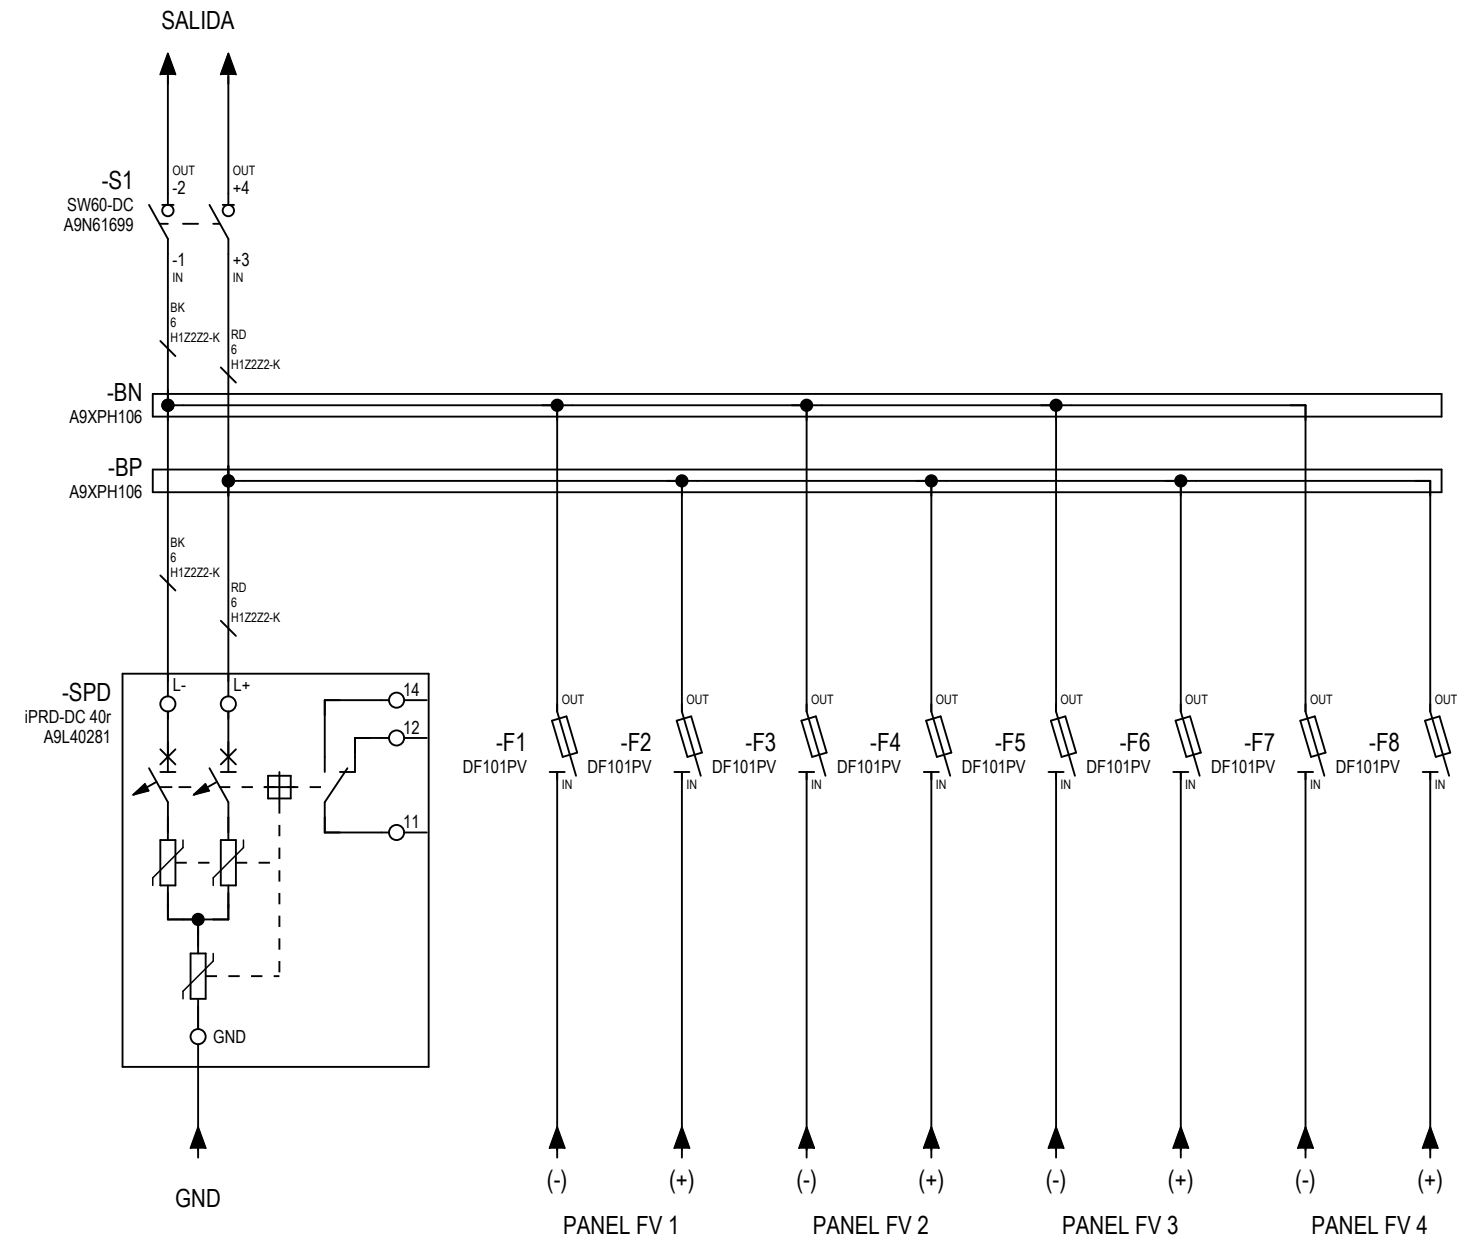 SALIDA
OUT
-2
OUT
+4
-S1
SW60-DC
A9N61699
-1
IN
+3
IN
BK
6
H1Z2Z2-K
RD
6
H1Z2Z2-K
-BN
A9XPH106
-BP
A9XPH106
BK
6
H1Z2Z2-K
RD
6
H1Z2Z2-K
-SPD
iPRD-DC 40r
A9L40281
L-
L+
14
12
11
GND
GND
OUT
-F1
DF101PV
IN
OUT
-F2
DF101PV
IN
OUT
-F3
DF101PV
IN
OUT
-F4
DF101PV
IN
OUT
-F5
DF101PV
IN
OUT
-F6
DF101PV
IN
OUT
-F7
DF101PV
IN
OUT
-F8
DF101PV
IN
(-) (+) (-) (+) (-) (+) (-) (+)
PANEL FV 1 PANEL FV 2 PANEL FV 3 PANEL FV 4